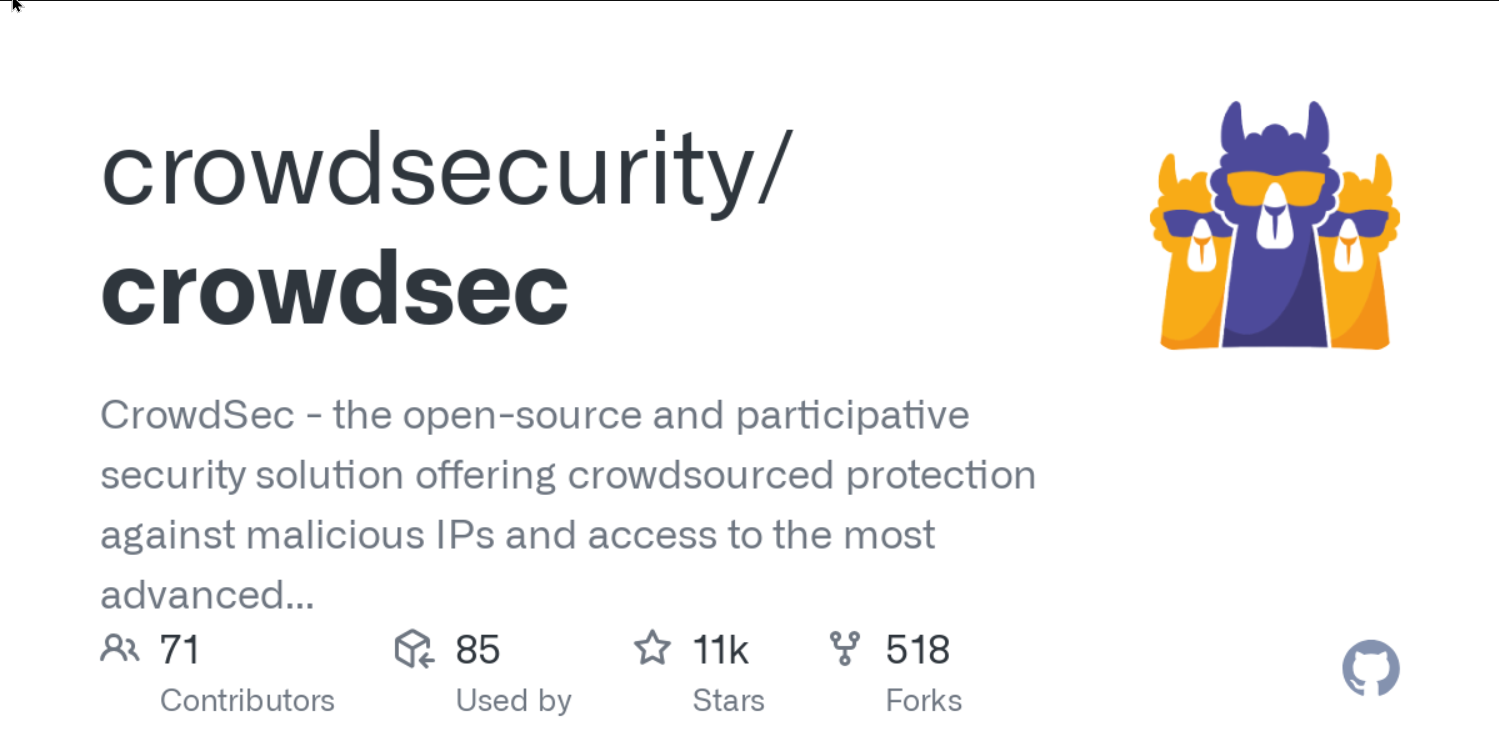 crowdsecurity/
crowdsec
CrowdSec - the open-source and participative
security solution offering crowdsourced protection
against malicious IPs and access to the most
advanced...
71 85 11k 518
Contributors Used by Stars Forks